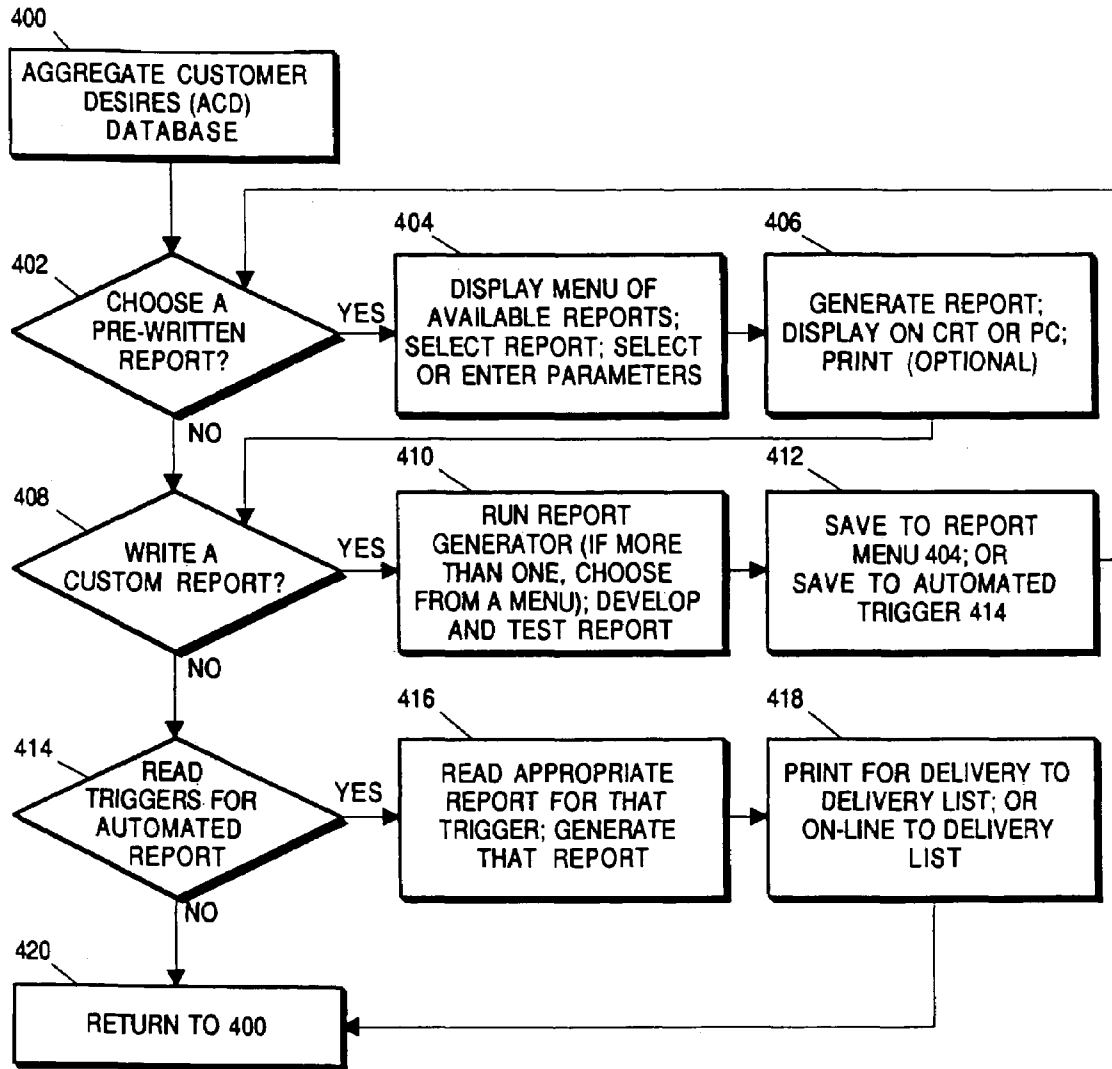 400
AGGREGATE CUSTOMER
DESIRES (ACD)
DATABASE
402
CHOOSE A
PRE-WRITTEN
REPORT?
YES
NO
404
DISPLAY MENU OF
AVAILABLE REPORTS;
SELECT REPORT; SELECT
OR ENTER PARAMETERS
406
GENERATE REPORT;
DISPLAY ON CRT OR PC;
PRINT (OPTIONAL)
408
WRITE A
CUSTOM REPORT?
YES
NO
410
RUN REPORT
GENERATOR (IF MORE
THAN ONE, CHOOSE
FROM A MENU); DEVELOP
AND TEST REPORT
412
SAVE TO REPORT
MENU 404; OR
SAVE TO AUTOMATED
TRIGGER 414
414
READ
TRIGGERS FOR
AUTOMATED
REPORT
YES
NO
416
READ APPROPRIATE
REPORT FOR THAT
TRIGGER; GENERATE
THAT REPORT
418
PRINT FOR DELIVERY TO
DELIVERY LIST; OR
ON-LINE TO DELIVERY
LIST
420
RETURN TO 400